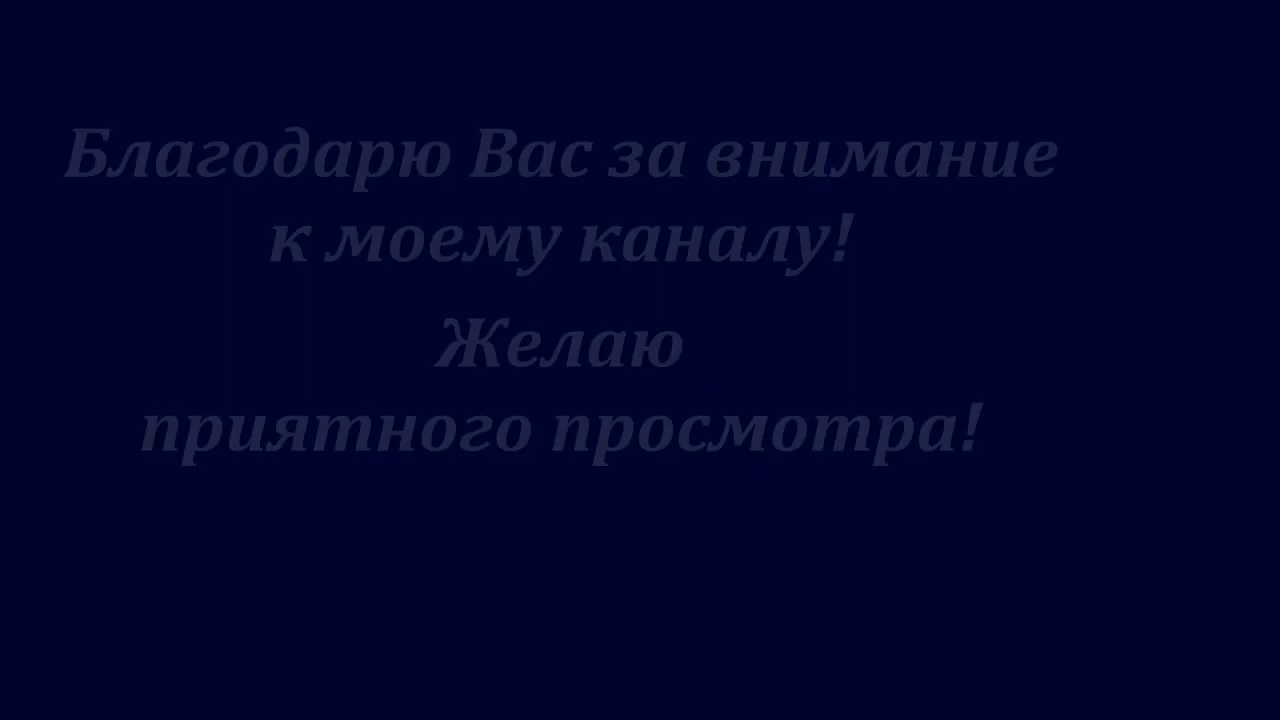 Благодарю Вас за внимание
к моему каналу!
Желаю
приятного просмотра!